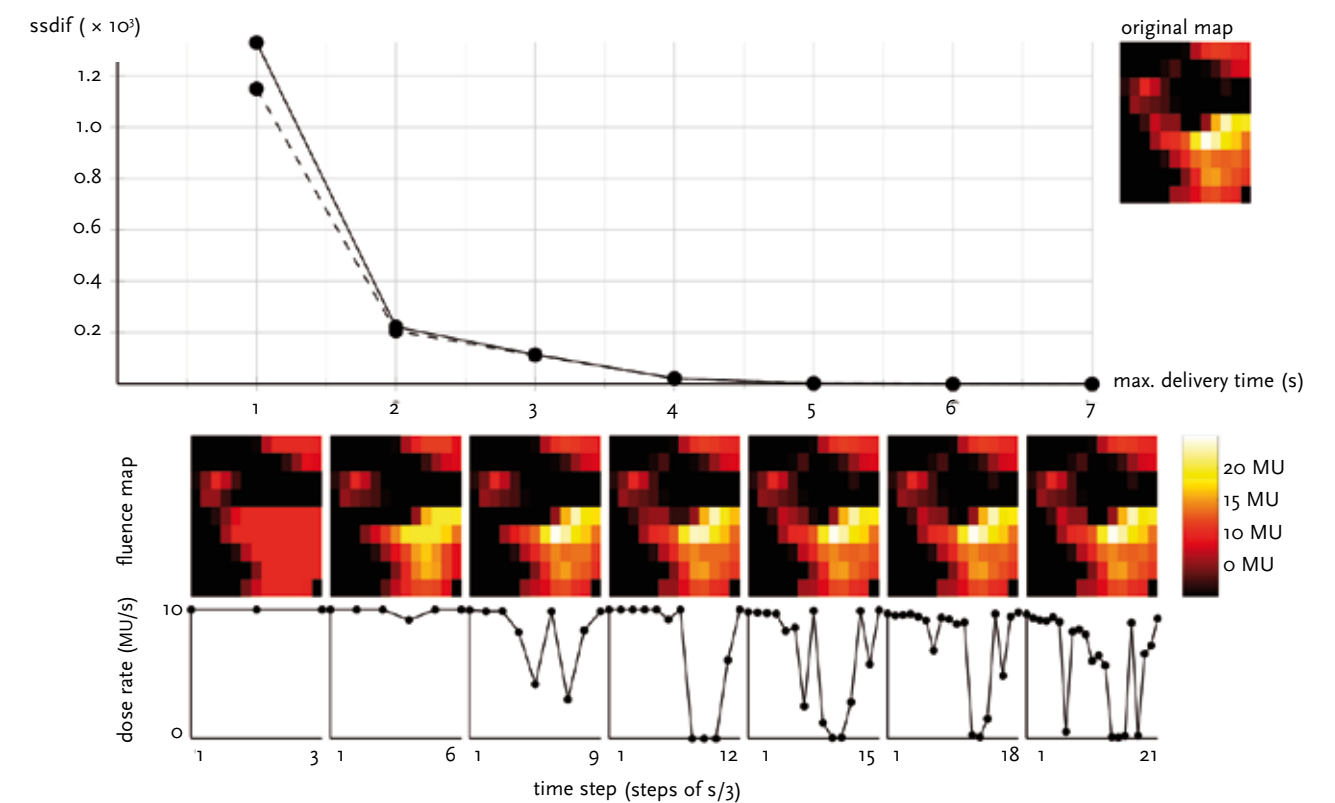 ssdif ( × 10³)
original map
1.2
1.0
0.8
0.6
0.4
0.2
max. delivery time (s)
1 2 3 4 5 6 7
fluence map
20 MU
15 MU
10 MU
0 MU
dose rate (MU/s)
10
0
1 3 1 6 1 9 1 12 1 15 1 18 1 21
time step (steps of s/3)